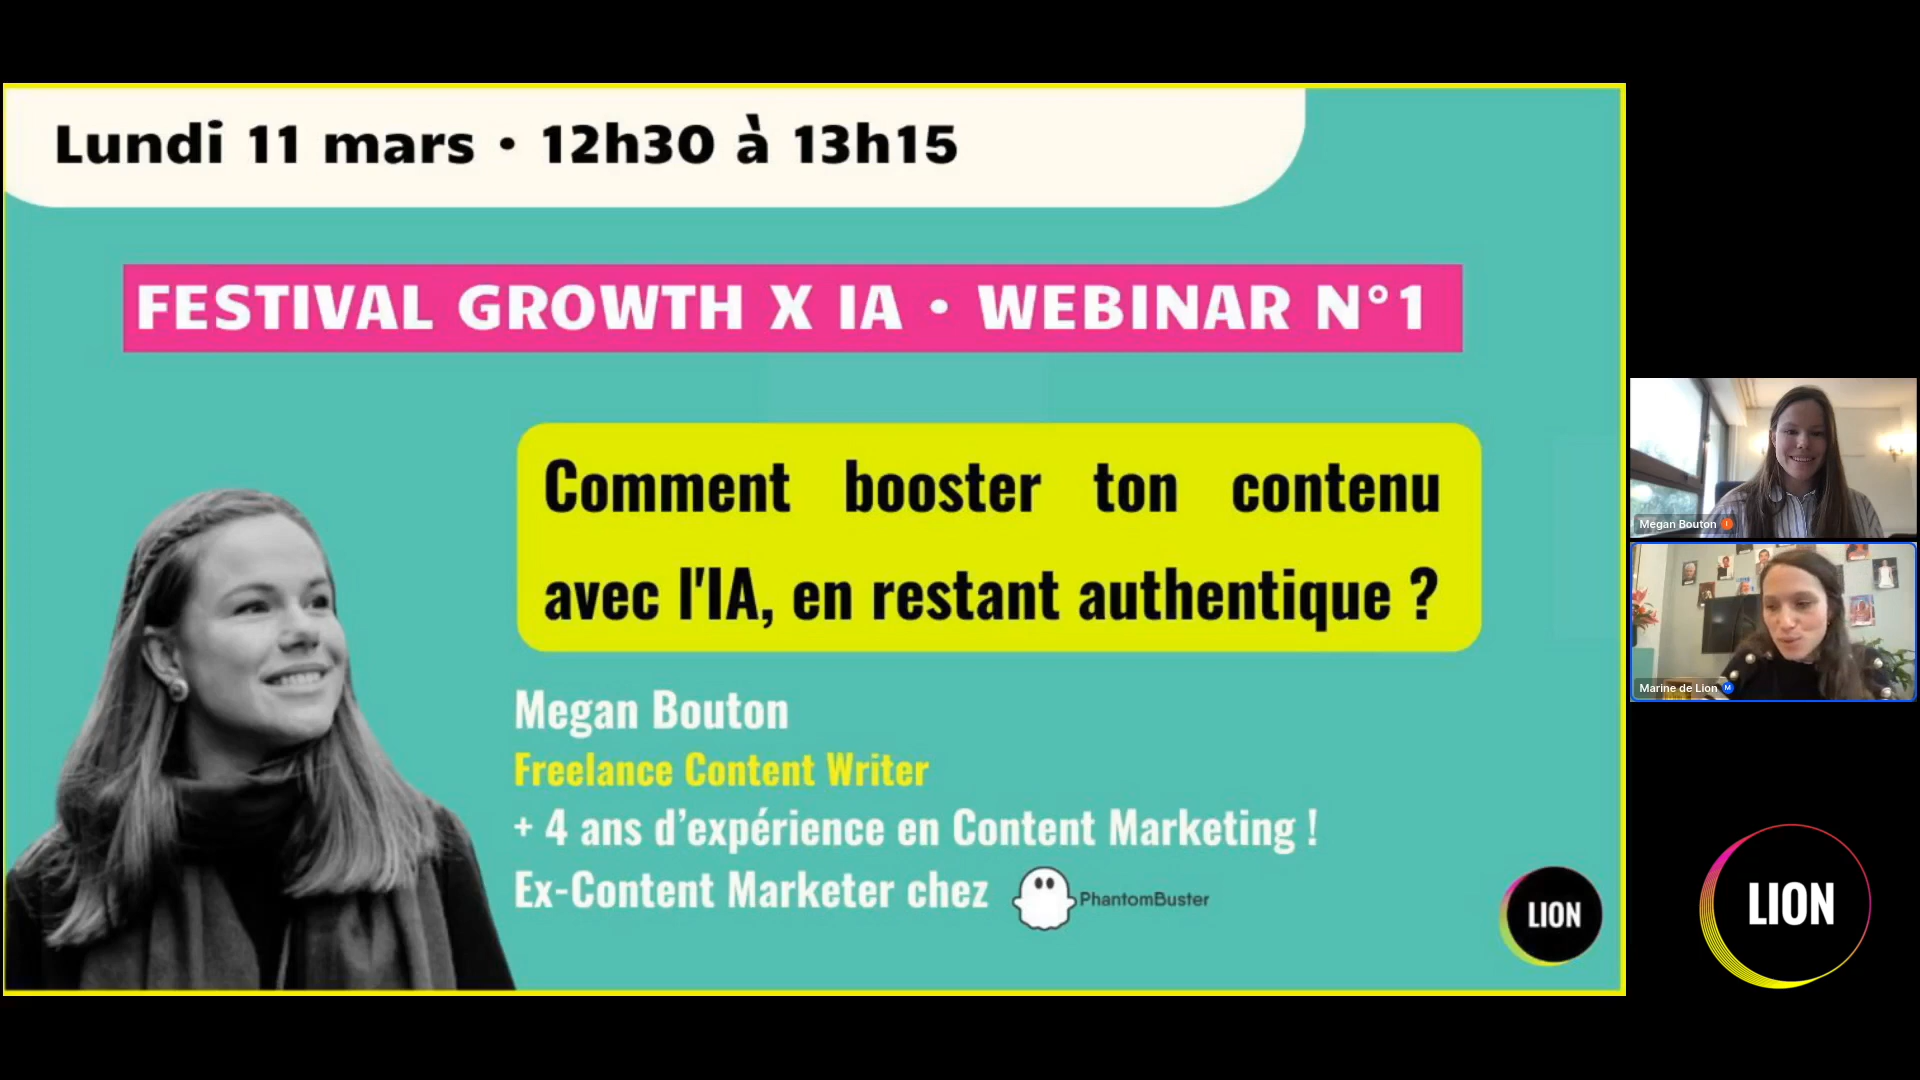 Lundi 11 mars • 12h30 à 13h15
FESTIVAL GROWTH X IA • WEBINAR N°1
Comment booster ton contenu
avec l'IA, en restant authentique ?
Megan Bouton
Freelance Content Writer
+ 4 ans d’expérience en Content Marketing !
Ex-Content Marketer chez PhantomBuster
LION
Megan Bouton I
Marine de Lion M
LION